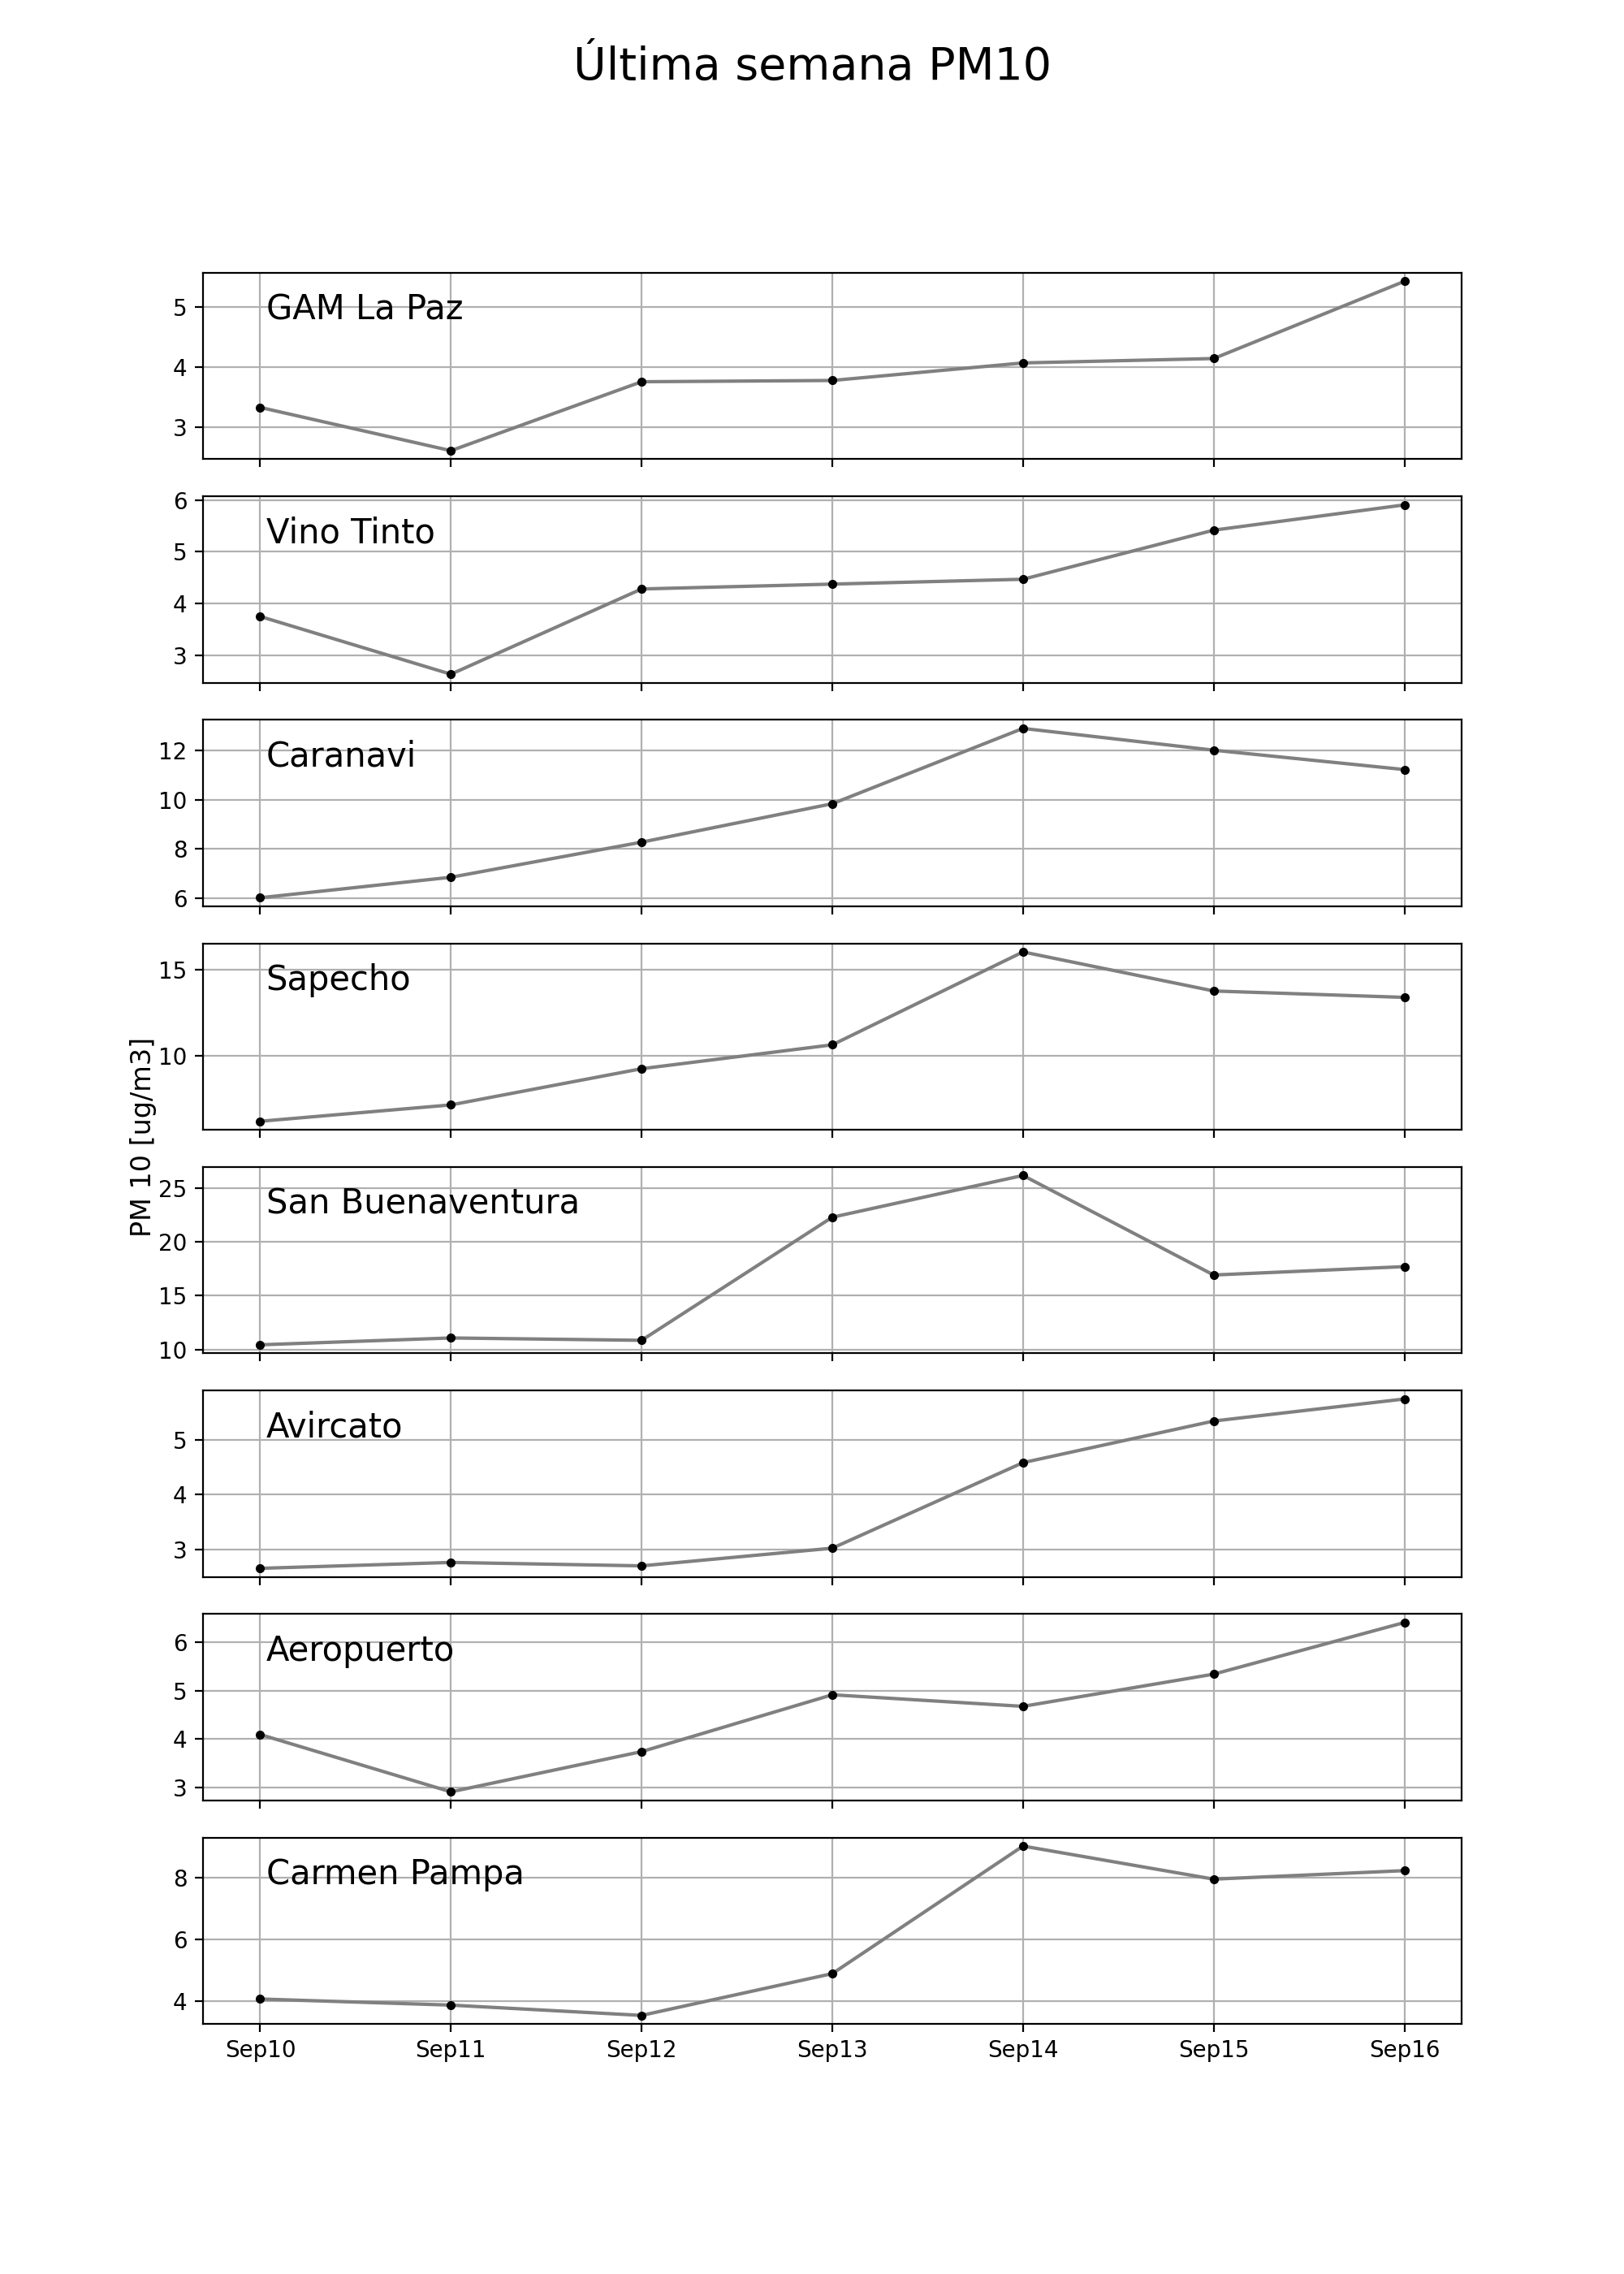 Última semana PM10
GAM La Paz
5
4
3
Vino Tinto
6
5
4
3
Caranavi
12
10
8
6
Sapecho
15
10
PM 10 [ug/m3]
San Buenaventura
25
20
15
10
Avircato
5
4
3
Aeropuerto
6
5
4
3
Carmen Pampa
8
6
4
Sep10 Sep11 Sep12 Sep13 Sep14 Sep15 Sep16